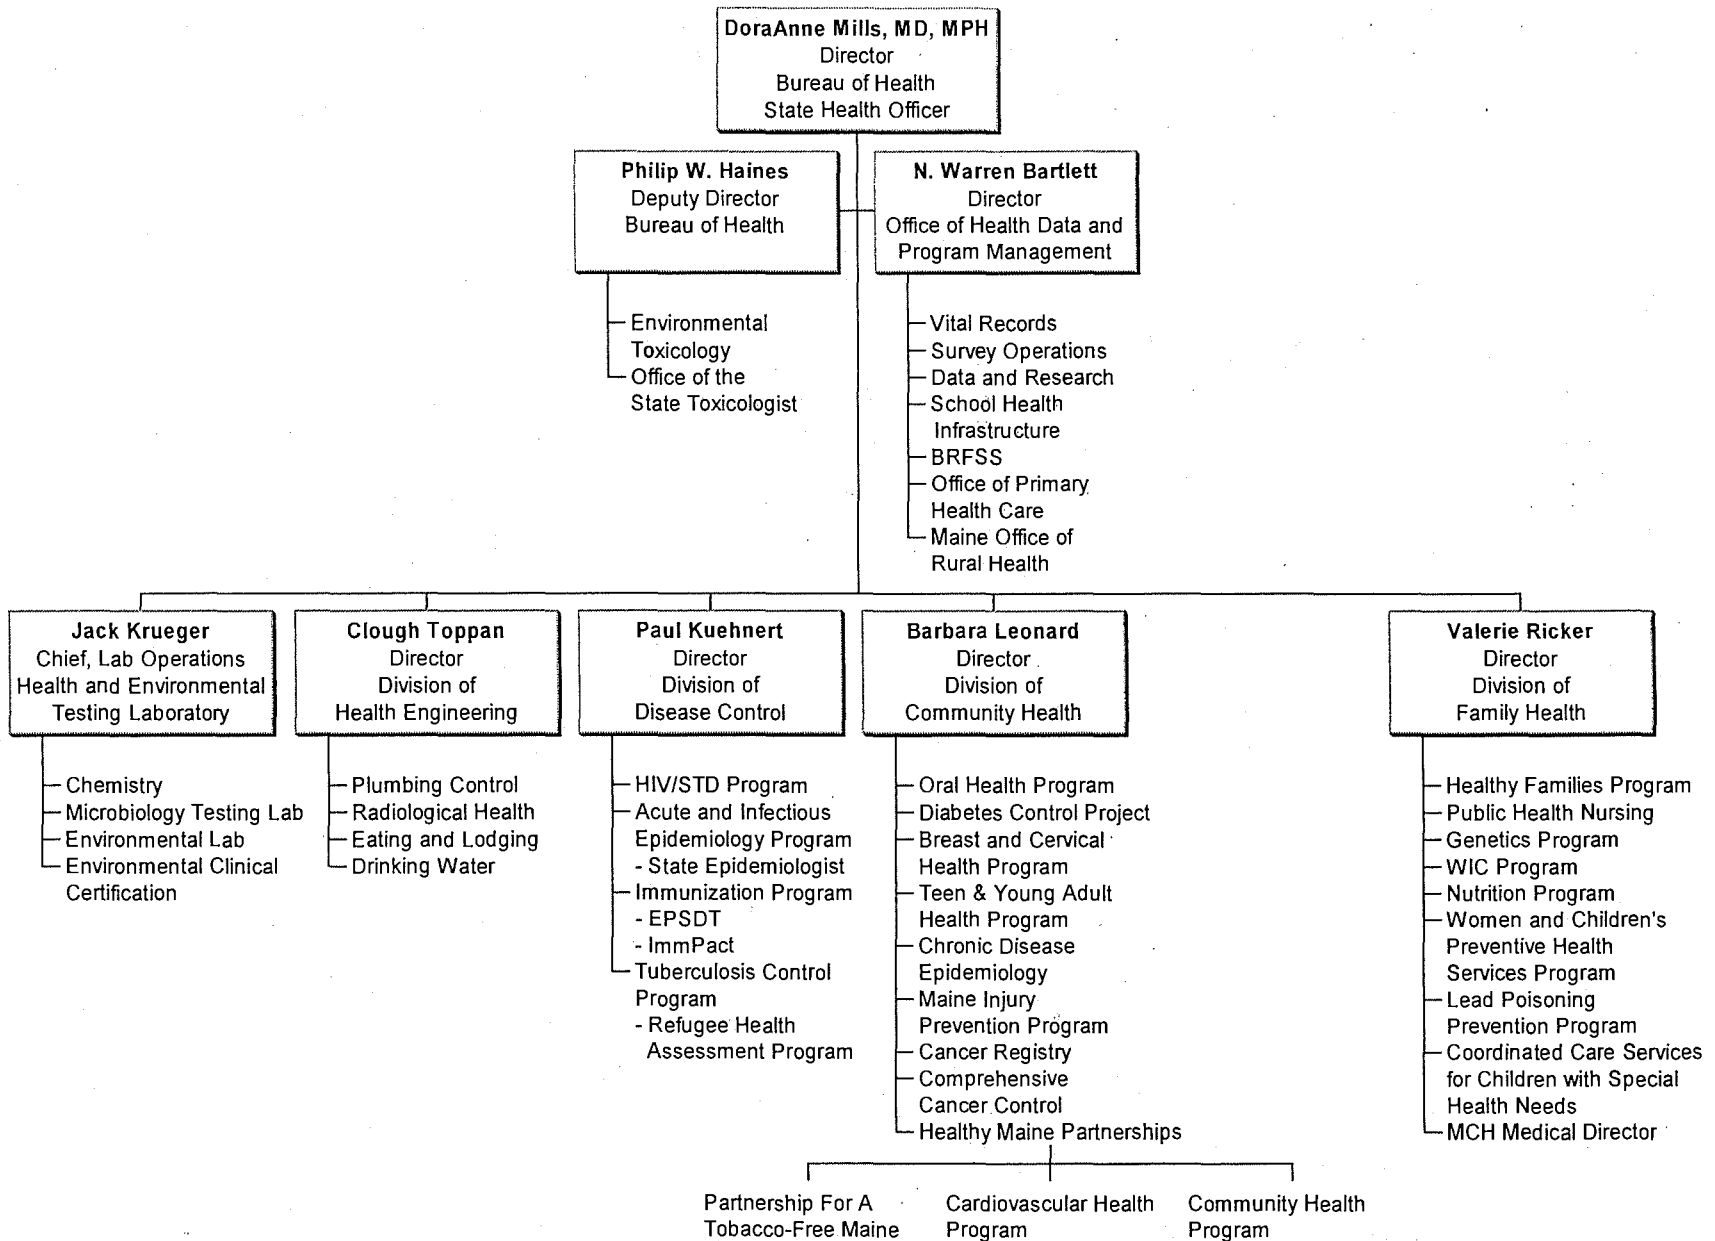 DoraAnne Mills, MD, MPH
Director
Bureau of Health
State Health Officer
Philip W. Haines
Deputy Director
Bureau of Health
N. Warren Bartlett
Director
Office of Health Data and
Program Management
Environmental
Toxicology
Office of the
State Toxicologist
Vital Records
Survey Operations
Data and Research
School Health
Infrastructure
BRFSS
Office of Primary
Health Care
Maine Office of
Rural Health
Jack Krueger
Chief, Lab Operations
Health and Environmental
Testing Laboratory
Chemistry
Microbiology Testing Lab
Environmental Lab
Environmental Clinical
Certification
Clough Toppan
Director
Division of
Health Engineering
Plumbing Control
Radiological Health
Eating and Lodging
Drinking Water
Paul Kuehnert
Director
Division of
Disease Control
HIV/STD Program
Acute and Infectious
Epidemiology Program
- State Epidemiologist
Immunization Program
- EPSDT
- ImmPact
Tuberculosis Control
Program
- Refugee Health
Assessment Program
Barbara Leonard
Director
Division of
Community Health
Oral Health Program
Diabetes Control Project
Breast and Cervical
Health Program
Teen & Young Adult
Health Program
Chronic Disease
Epidemiology
Maine Injury
Prevention Program
Cancer Registry
Comprehensive
Cancer Control
Healthy Maine Partnerships
Partnership For A
Tobacco-Free Maine
Cardiovascular Health
Program
Community Health
Program
Valerie Ricker
Director
Division of
Family Health
Healthy Families Program
Public Health Nursing
Genetics Program
WIC Program
Nutrition Program
Women and Children's
Preventive Health
Services Program
Lead Poisoning
Prevention Program
Coordinated Care Services
for Children with Special
Health Needs
MCH Medical Director